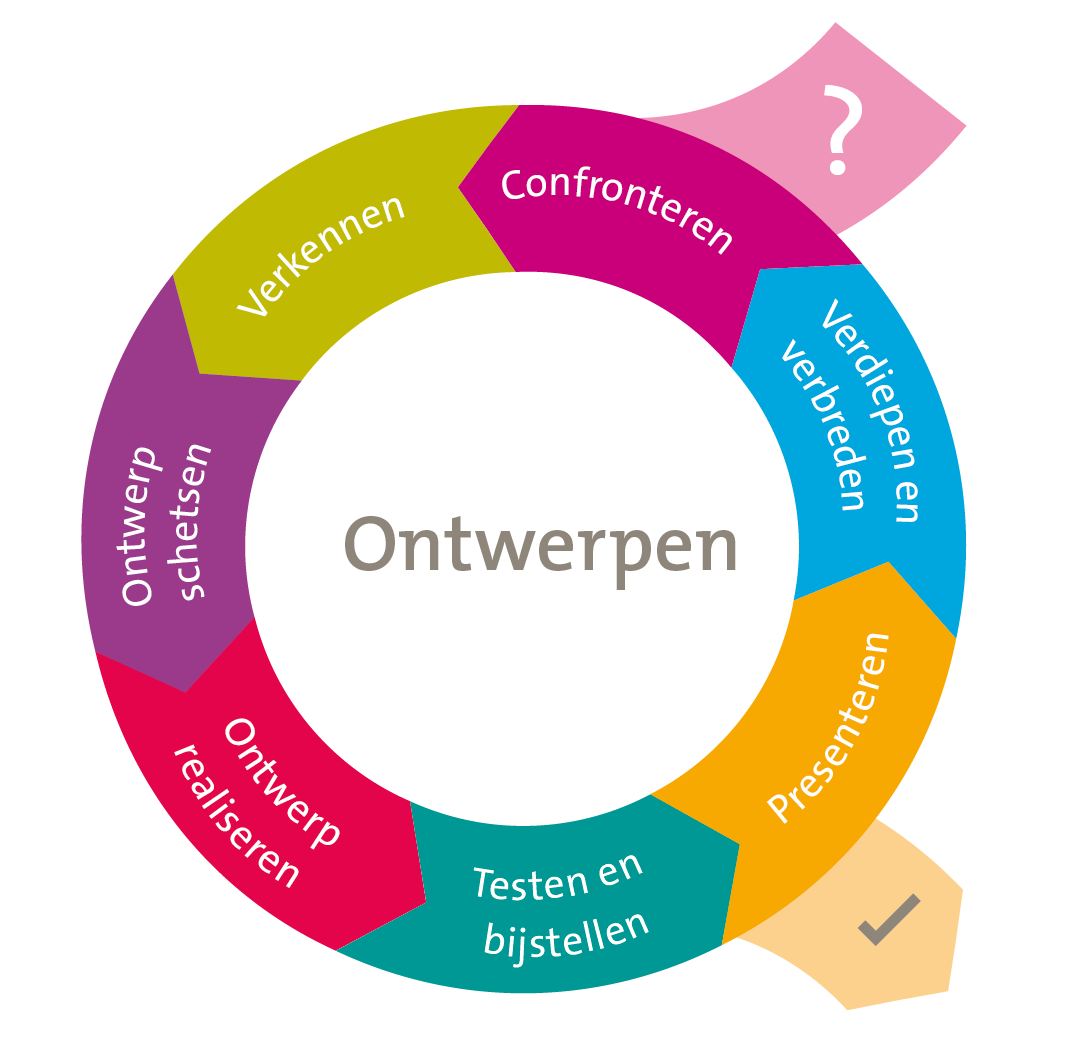 ?
Confronteren
Verdiepen en
verbreden
Presenteren
Testen en
bijstellen
Ontwerp
realiseren
Ontwerp
schetsen
Verkennen
Ontwerpen